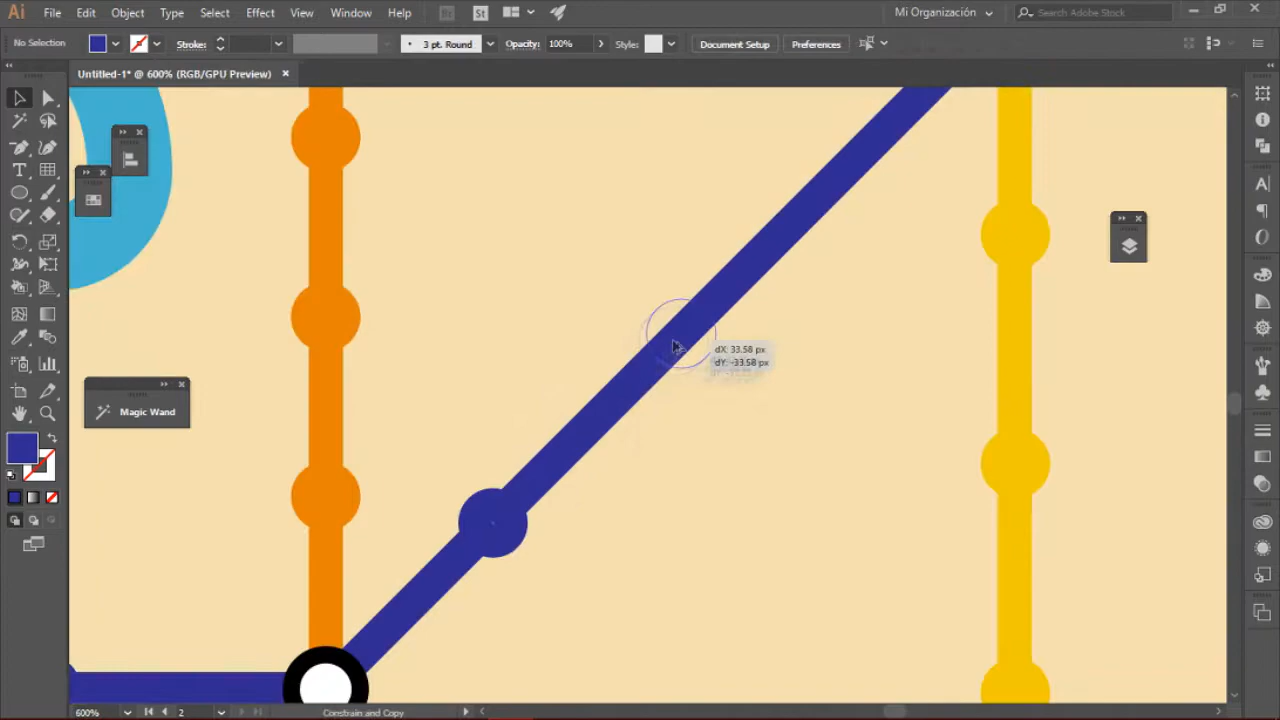 Ai File Edit Object Type Select Effect View Window Help Br St Mi Organización Search Adobe Stock
No Selection Stroke: 3 pt. Round Opacity: 100% Style: Document Setup Preferences
Untitled-1* @ 600% (RGB/GPU Preview)
dX: 33.58 px
dY: -33.58 px
Magic Wand
600% 2 Constrain and Copy